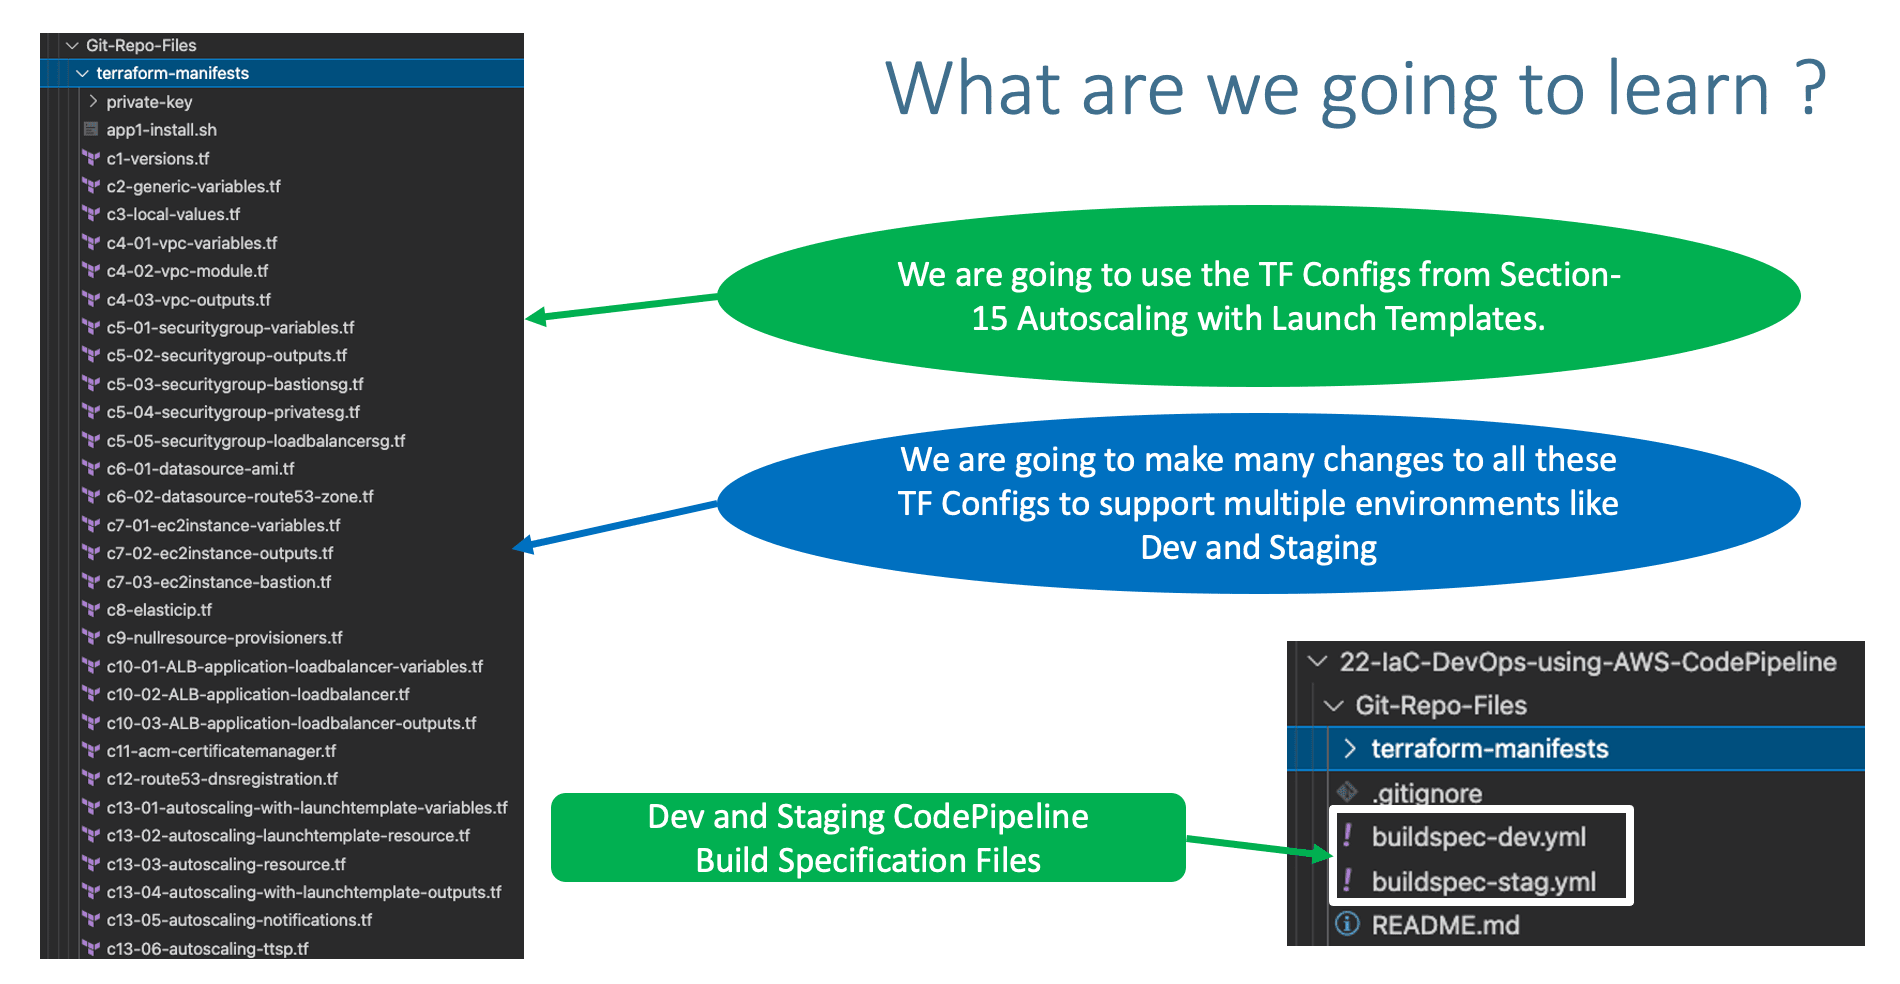 Git-Repo-Files
terraform-manifests
private-key
app1-install.sh
c1-versions.tf
c2-generic-variables.tf
c3-local-values.tf
c4-01-vpc-variables.tf
c4-02-vpc-module.tf
c4-03-vpc-outputs.tf
c5-01-securitygroup-variables.tf
c5-02-securitygroup-outputs.tf
c5-03-securitygroup-bastionsg.tf
c5-04-securitygroup-privatesg.tf
c5-05-securitygroup-loadbalancersg.tf
c6-01-datasource-ami.tf
c6-02-datasource-route53-zone.tf
c7-01-ec2instance-variables.tf
c7-02-ec2instance-outputs.tf
c7-03-ec2instance-bastion.tf
c8-elasticip.tf
c9-nullresource-provisioners.tf
c10-01-ALB-application-loadbalancer-variables.tf
c10-02-ALB-application-loadbalancer.tf
c10-03-ALB-application-loadbalancer-outputs.tf
c11-acm-certificatemanager.tf
c12-route53-dnsregistration.tf
c13-01-autoscaling-with-launchtemplate-variables.tf
c13-02-autoscaling-launchtemplate-resource.tf
c13-03-autoscaling-resource.tf
c13-04-autoscaling-with-launchtemplate-outputs.tf
c13-05-autoscaling-notifications.tf
c13-06-autoscaling-ttsp.tf
What are we going to learn ?
We are going to use the TF Configs from Section-
15 Autoscaling with Launch Templates.
We are going to make many changes to all these
TF Configs to support multiple environments like
Dev and Staging
Dev and Staging CodePipeline
Build Specification Files
22-IaC-DevOps-using-AWS-CodePipeline
Git-Repo-Files
terraform-manifests
.gitignore
buildspec-dev.yml
buildspec-stag.yml
README.md